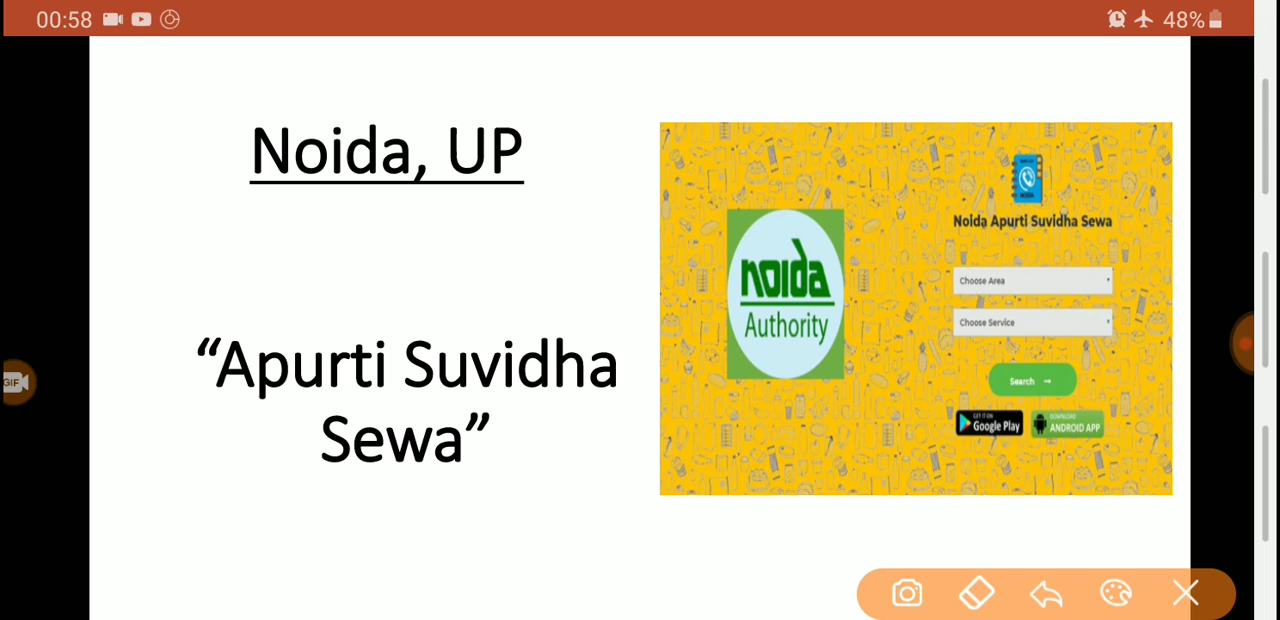 00:58
48%
Noida, UP
“Apurti Suvidha
Sewa”
noida
Authority
NOIDA
Noida Apurti Suvidha Sewa
Choose Area
Choose Service
Search →
GET IT ON
Google Play
DOWNLOAD
ANDROID APP
GIF